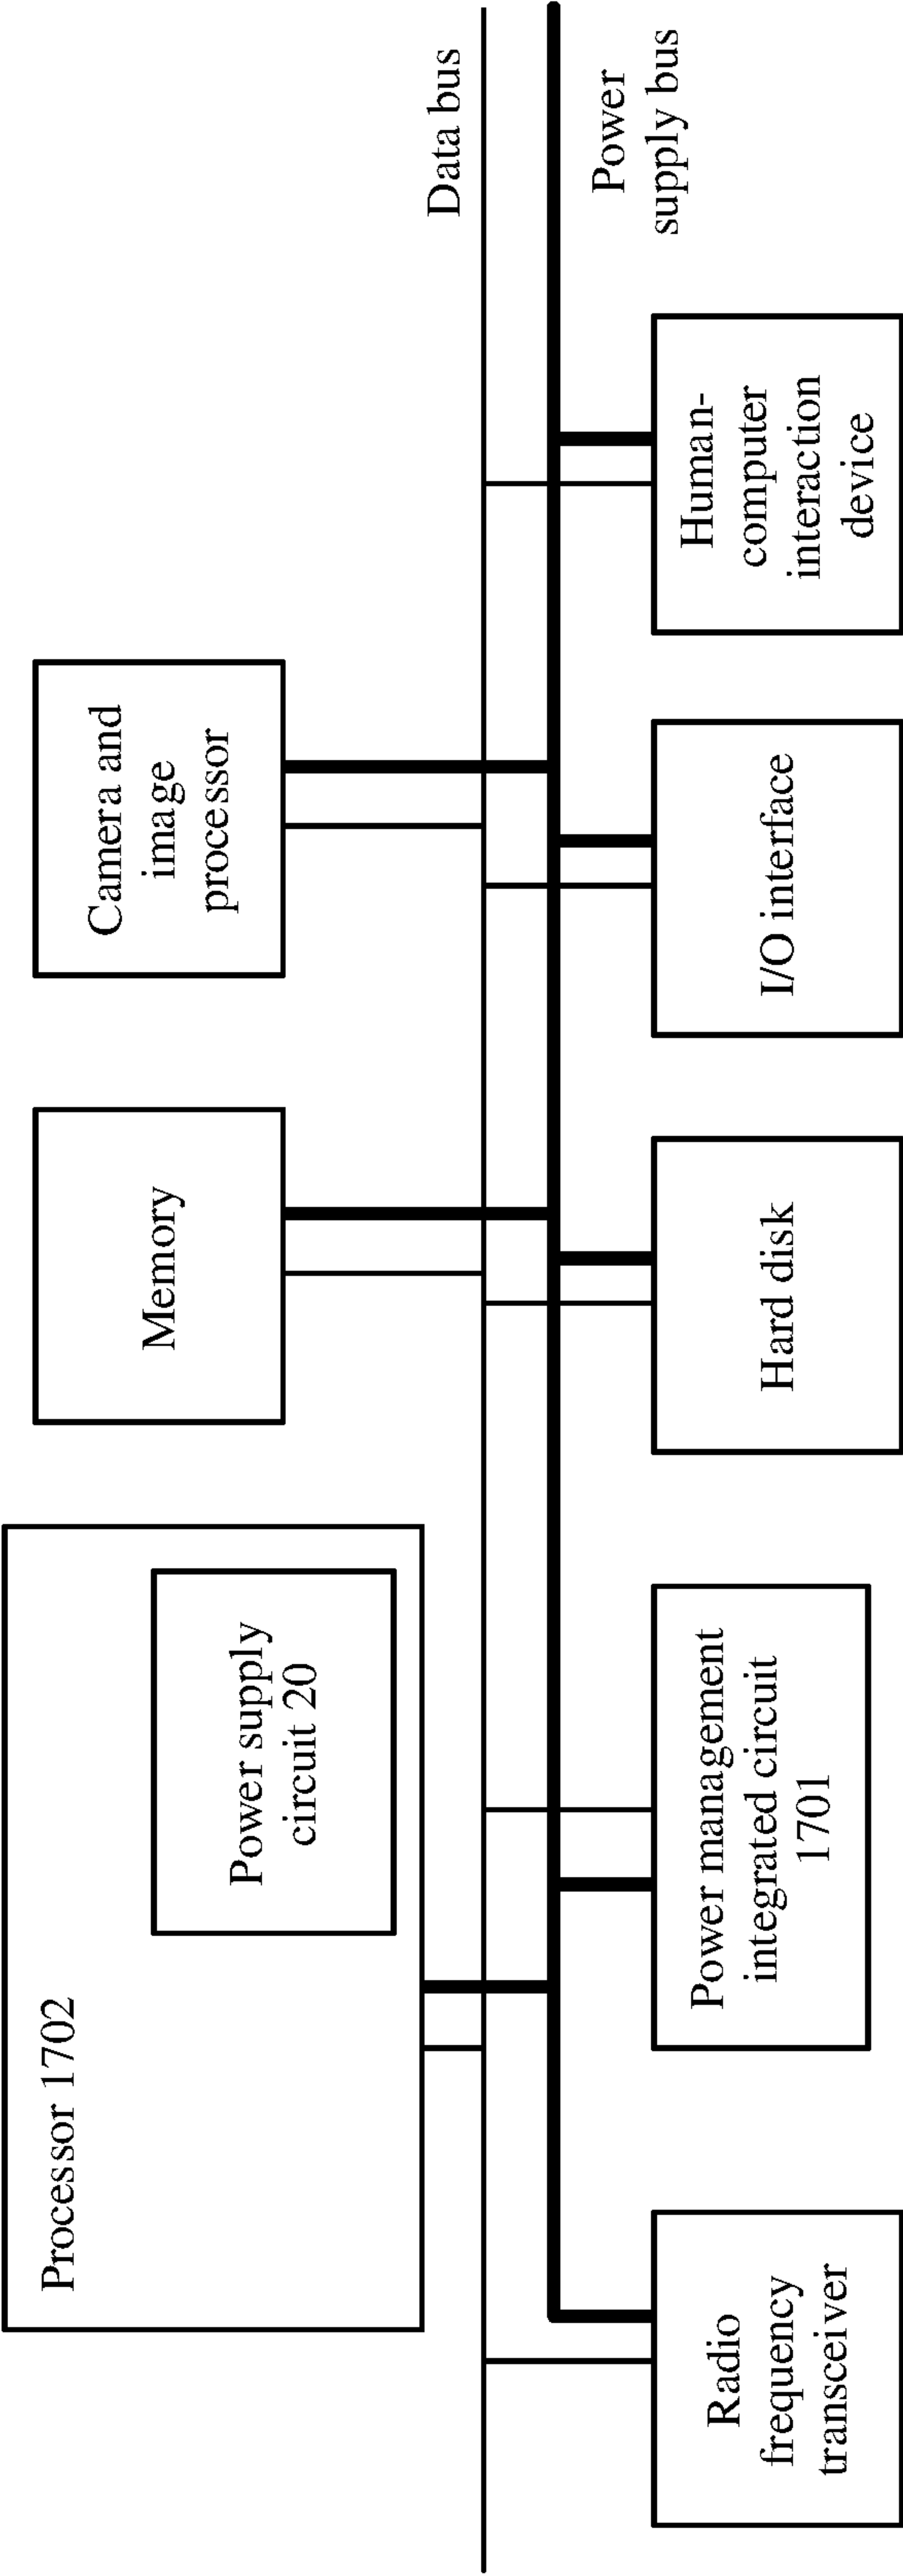 Processor 1702
Power supply
circuit 20
Memory
Camera and
image
processor
Data bus
Power
supply bus
Radio
frequency
transceiver
Power management
integrated circuit
1701
Hard disk
I/O interface
Human-
computer
interaction
device